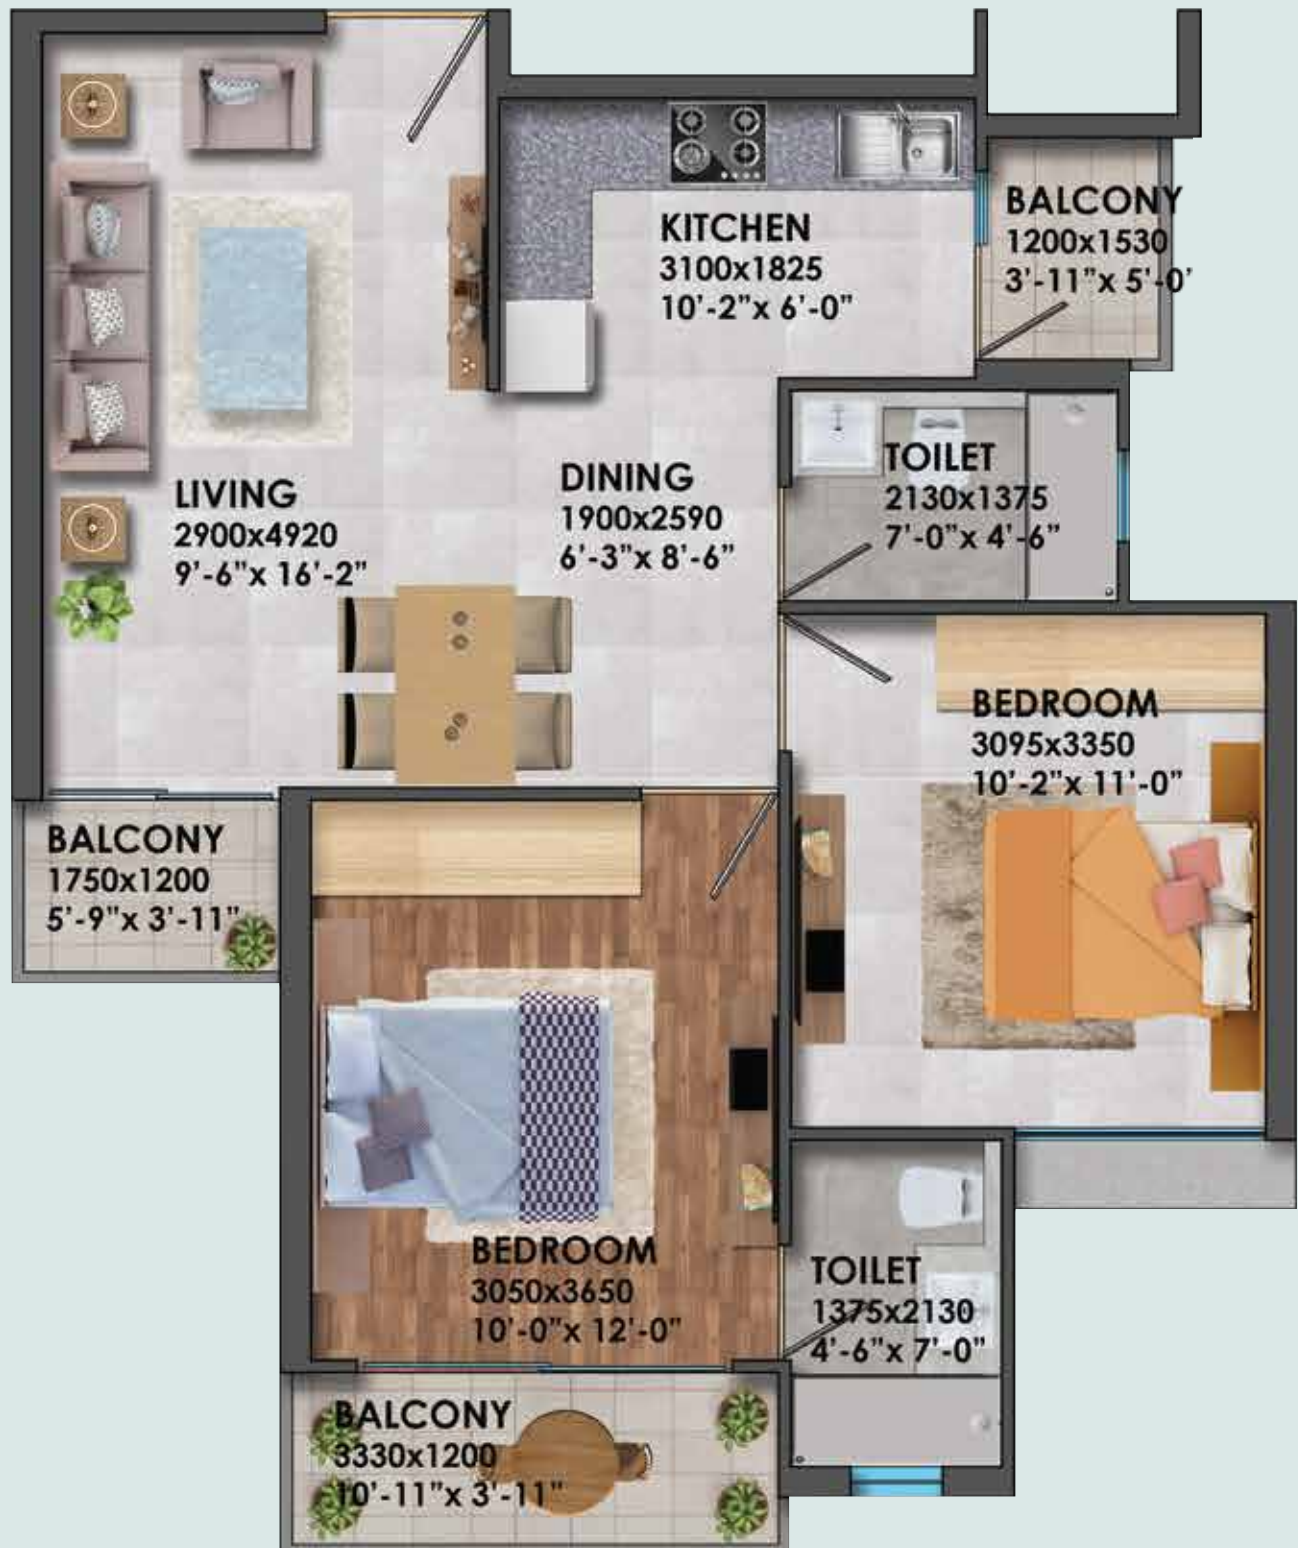 KITCHEN
3100x1825
10'-2"x 6'-0"
BALCONY
1200x1530
3'-11"x 5'-0'
LIVING
2900x4920
9'-6"x 16'-2"
DINING
1900x2590
6'-3"x 8'-6"
TOILET
2130x1375
7'-0"x 4'-6"
BEDROOM
3095x3350
10'-2"x 11'-0"
BALCONY
1750x1200
5'-9"x 3'-11"
BEDROOM
3050x3650
10'-0"x 12'-0"
TOILET
1375x2130
4'-6"x 7'-0"
BALCONY
3330x1200
10'-11"x 3'-11"